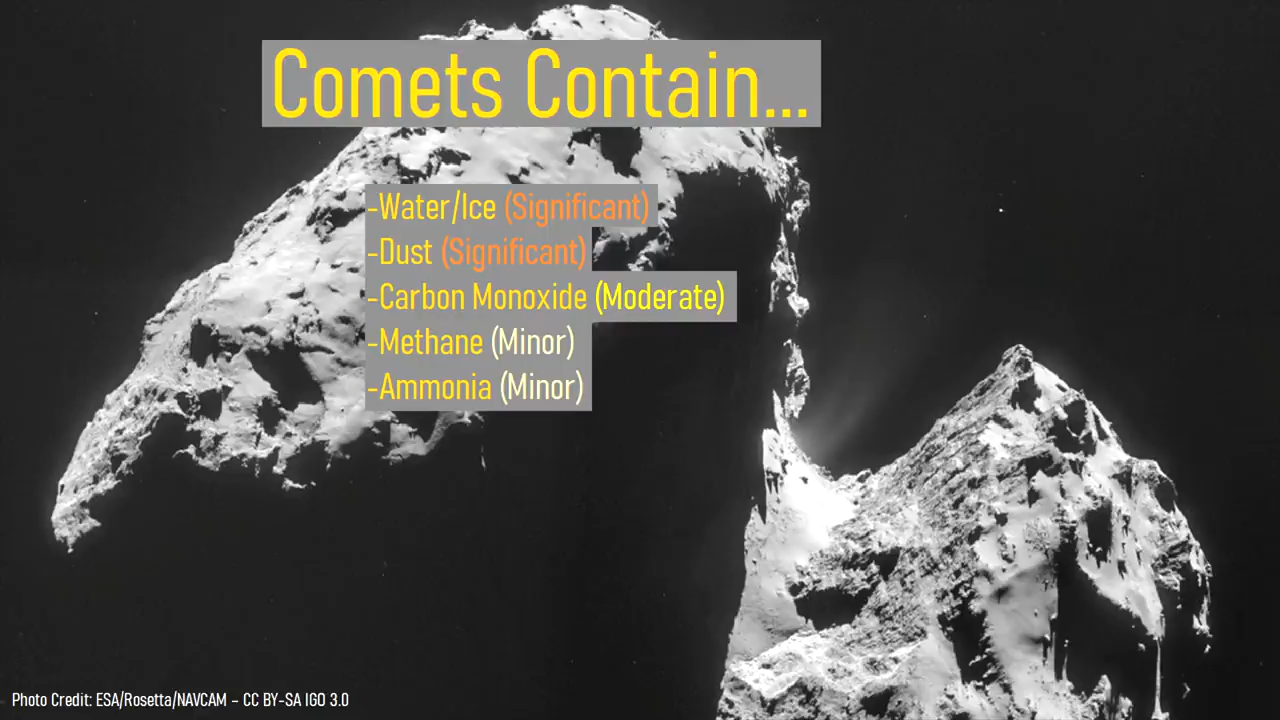 Comets Contain...
-Water/Ice (Significant)
-Dust (Significant)
-Carbon Monoxide (Moderate)
-Methane (Minor)
-Ammonia (Minor)
Photo Credit: ESA/Rosetta/NAVCAM – CC BY-SA IGO 3.0